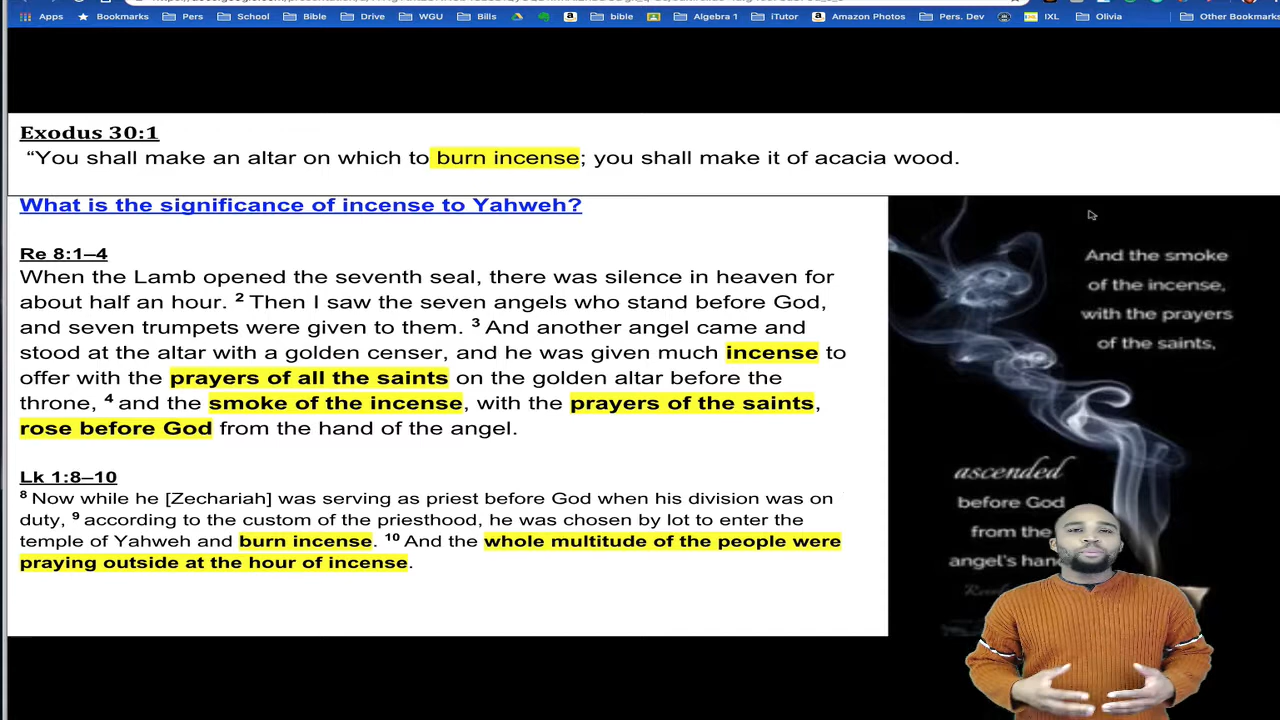 Apps Bookmarks Pers School Bible Drive WGU Bills bible Algebra 1 iTutor Amazon Photos Pers. Dev IXL IXL Olivia Other Bookmarks
Exodus 30:1
“You shall make an altar on which to burn incense; you shall make it of acacia wood.
What is the significance of incense to Yahweh?
Re 8:1–4
When the Lamb opened the seventh seal, there was silence in heaven for
about half an hour. 2 Then I saw the seven angels who stand before God,
and seven trumpets were given to them. 3 And another angel came and
stood at the altar with a golden censer, and he was given much incense to
offer with the prayers of all the saints on the golden altar before the
throne, 4 and the smoke of the incense, with the prayers of the saints,
rose before God from the hand of the angel.
Lk 1:8–10
8 Now while he [Zechariah] was serving as priest before God when his division was on
duty, 9 according to the custom of the priesthood, he was chosen by lot to enter the
temple of Yahweh and burn incense. 10 And the whole multitude of the people were
praying outside at the hour of incense.
And the smoke
of the incense,
with the prayers
of the saints,
ascended
before God
from the
angel's